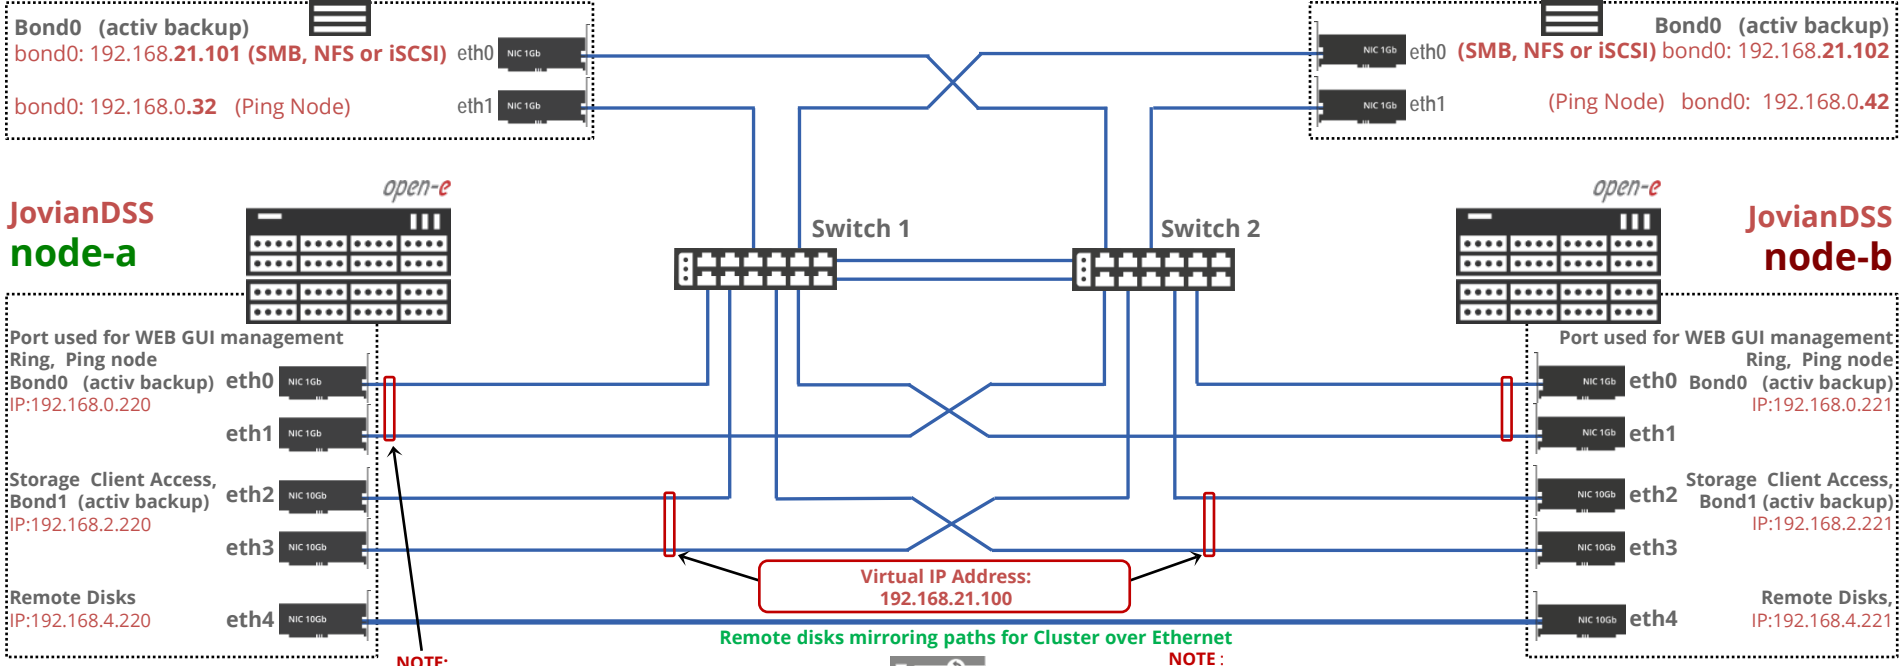 Bond0 (activ backup)
bond0: 192.168.21.101 (SMB, NFS or iSCSI)
eth0
NIC 1Gb
bond0: 192.168.0.32 (Ping Node)
eth1
NIC 1Gb
Bond0 (activ backup)
NIC 1Gb
eth0
(SMB, NFS or iSCSI) bond0: 192.168.21.102
NIC 1Gb
eth1
(Ping Node) bond0: 192.168.0.42
open-e
JovianDSS
node-a
Switch 1
Switch 2
open-e
JovianDSS
node-b
Port used for WEB GUI management
Ring, Ping node
Bond0 (activ backup)
IP:192.168.0.220
eth0
NIC 1Gb
eth1
NIC 1Gb
Storage Client Access,
Bond1 (activ backup)
IP:192.168.2.220
eth2
NIC 10Gb
eth3
NIC 10Gb
Remote Disks
IP:192.168.4.220
eth4
NIC 10Gb
Port used for WEB GUI management
Ring, Ping node
Bond0 (activ backup)
IP:192.168.0.221
NIC 1Gb
eth0
NIC 1Gb
eth1
Storage Client Access,
Bond1 (activ backup)
IP:192.168.2.221
NIC 10Gb
eth2
NIC 10Gb
eth3
Remote Disks,
IP:192.168.4.221
NIC 10Gb
eth4
Virtual IP Address:
192.168.21.100
Remote disks mirroring paths for Cluster over Ethernet
NOTE:
NOTE :